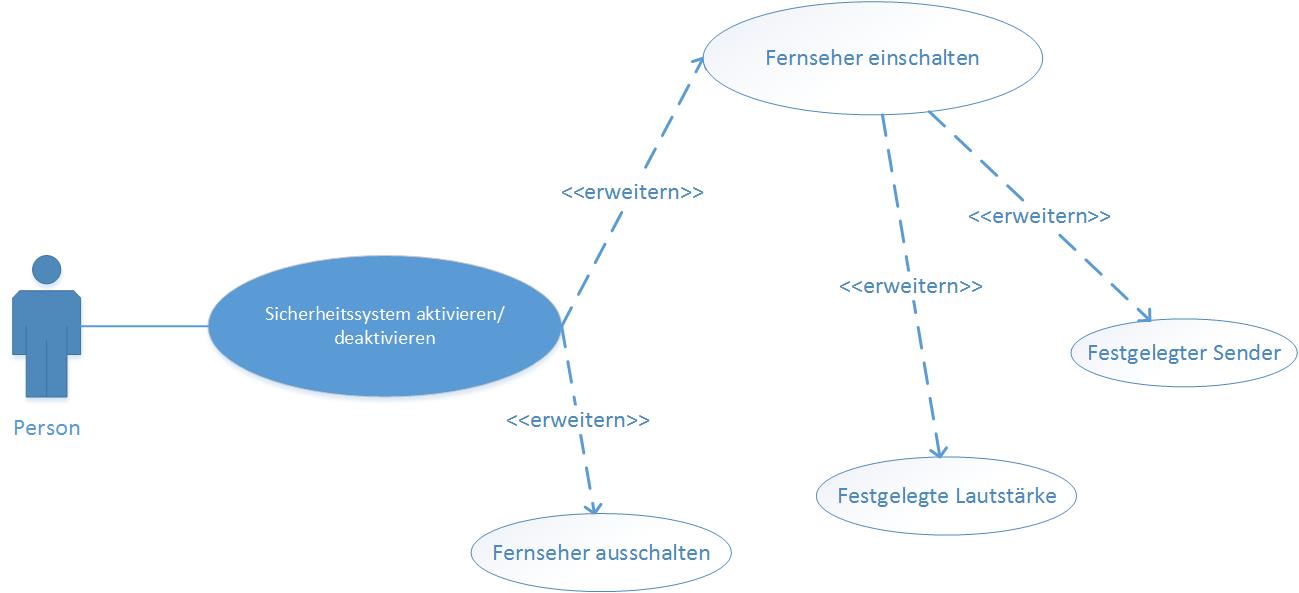 Fernseher einschalten
<<erweitern>>
<<erweitern>>
<<erweitern>>
Sicherheitssystem aktivieren/
deaktivieren
Festgelegter Sender
Person
<<erweitern>>
Festgelegte Lautstärke
Fernseher ausschalten